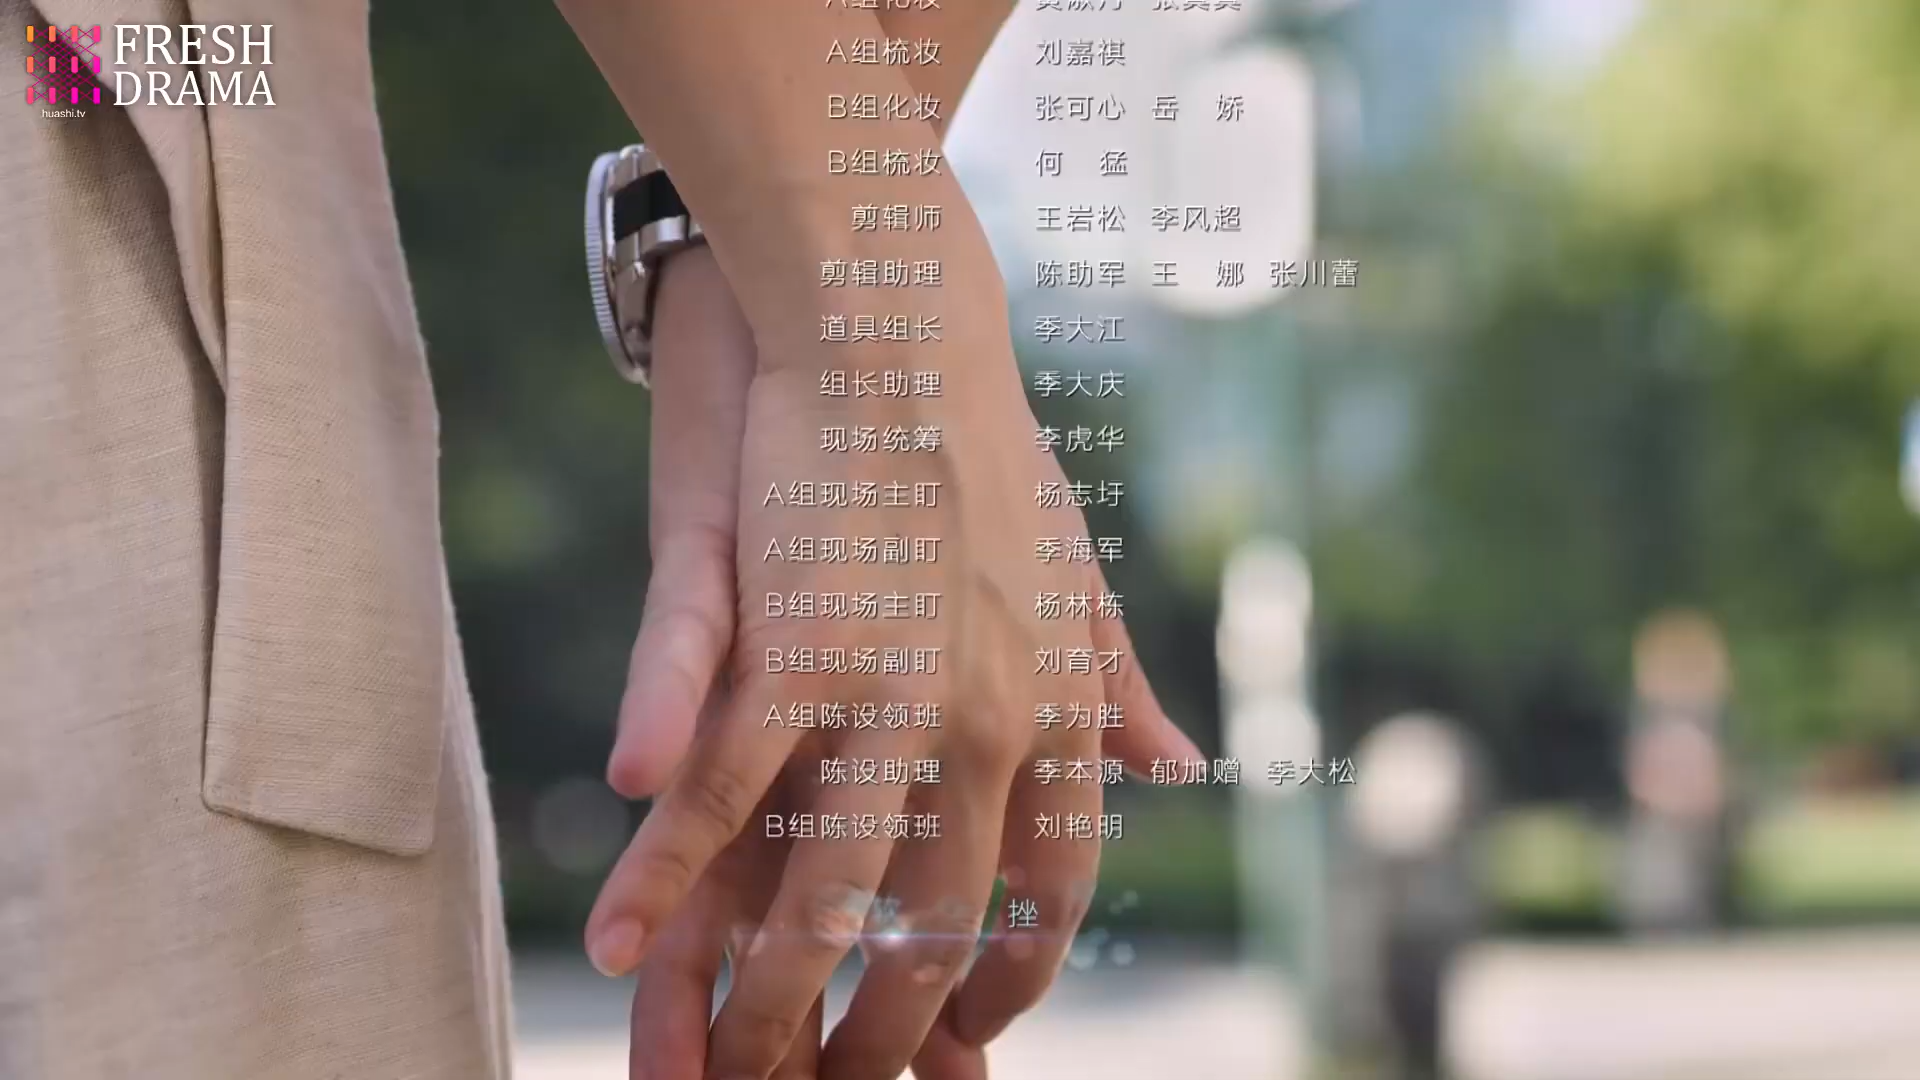 FRESH
DRAMA
huashi.tv
A组化妆
A组梳妆 刘嘉祺
B组化妆 张可心 岳 娇
B组梳妆 何 猛
剪辑师 王岩松 李风超
剪辑助理 陈助军 王 娜 张川蕾
道具组长 季大江
组长助理 季大庆
现场统筹 李虎华
A组现场主盯 杨志圩
A组现场副盯 季海军
B组现场主盯 杨林栋
B组现场副盯 刘育才
A组陈设领班 季为胜
陈设助理 季本源 郁加赠 季大松
B组陈设领班 刘艳明
挫